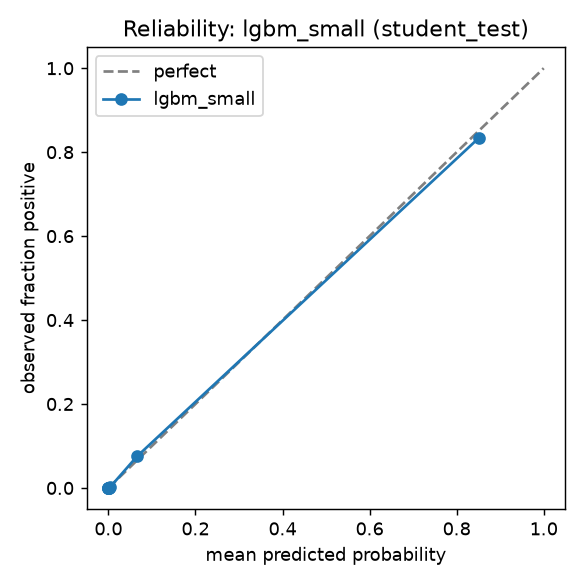 Reliability: lgbm_small (student_test)
perfect
lgbm_small
observed fraction positive
1.0
0.8
0.6
0.4
0.2
0.0
0.0 0.2 0.4 0.6 0.8 1.0
mean predicted probability